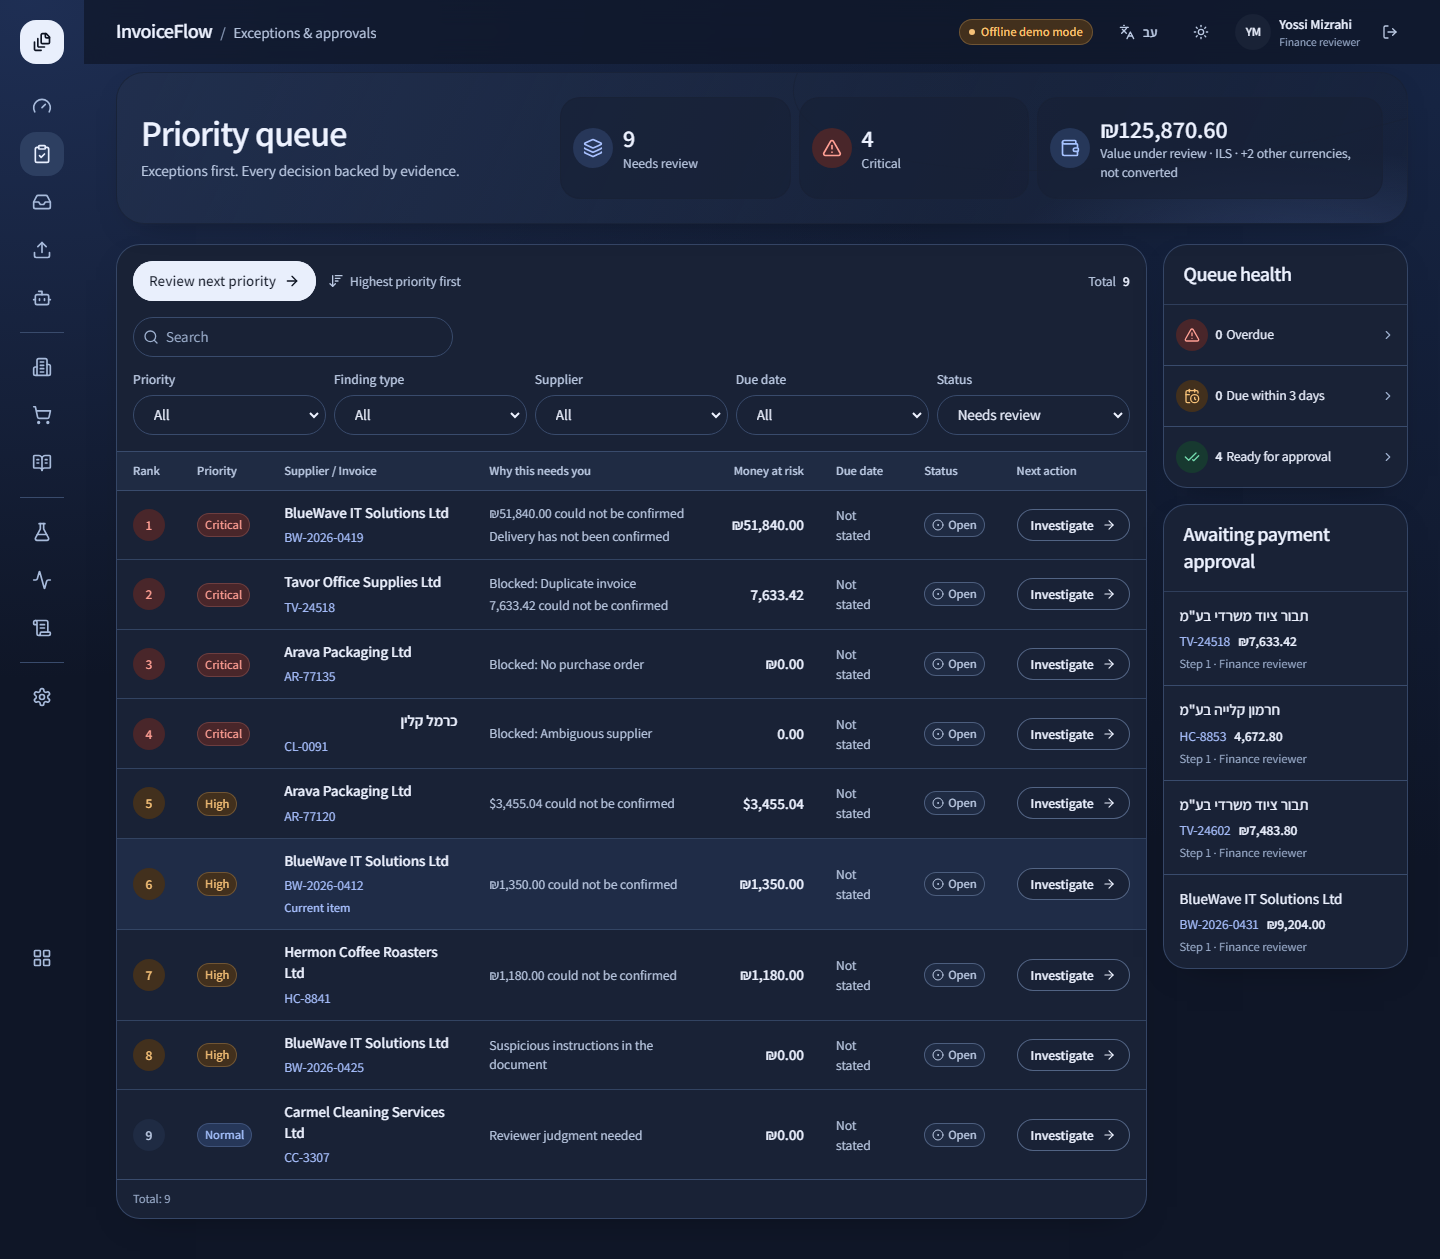 InvoiceFlow / Exceptions & approvals
Offline demo mode
עב
YM
Yossi Mizrahi
Finance reviewer
Priority queue
Exceptions first. Every decision backed by evidence.
9
Needs review
4
Critical
₪125,870.60
Value under review · ILS · +2 other currencies,
not converted
Review next priority
Highest priority first
Total 9
Search
Priority
Finding type
Supplier
Due date
Status
All
All
All
All
Needs review
Rank
Priority
Supplier / Invoice
Why this needs you
Money at risk
Due date
Status
Next action
1
Critical
BlueWave IT Solutions Ltd
BW-2026-0419
₪51,840.00 could not be confirmed
Delivery has not been confirmed
₪51,840.00
Not
stated
Open
Investigate
2
Critical
Tavor Office Supplies Ltd
TV-24518
Blocked: Duplicate invoice
7,633.42 could not be confirmed
7,633.42
Not
stated
Open
Investigate
3
Critical
Arava Packaging Ltd
AR-77135
Blocked: No purchase order
₪0.00
Not
stated
Open
Investigate
4
Critical
כרמל קלין
CL-0091
Blocked: Ambiguous supplier
0.00
Not
stated
Open
Investigate
5
High
Arava Packaging Ltd
AR-77120
$3,455.04 could not be confirmed
$3,455.04
Not
stated
Open
Investigate
6
High
BlueWave IT Solutions Ltd
BW-2026-0412
Current item
₪1,350.00 could not be confirmed
₪1,350.00
Not
stated
Open
Investigate
7
High
Hermon Coffee Roasters
Ltd
HC-8841
₪1,180.00 could not be confirmed
₪1,180.00
Not
stated
Open
Investigate
8
High
BlueWave IT Solutions Ltd
BW-2026-0425
Suspicious instructions in the
document
₪0.00
Not
stated
Open
Investigate
9
Normal
Carmel Cleaning Services
Ltd
CC-3307
Reviewer judgment needed
₪0.00
Not
stated
Open
Investigate
Total: 9
Queue health
0 Overdue
0 Due within 3 days
4 Ready for approval
Awaiting payment
approval
תבור ציוד משרדי בע"מ
TV-24518 ₪7,633.42
Step 1 · Finance reviewer
חרמון קלייה בע"מ
HC-8853 4,672.80
Step 1 · Finance reviewer
תבור ציוד משרדי בע"מ
TV-24602 ₪7,483.80
Step 1 · Finance reviewer
BlueWave IT Solutions Ltd
BW-2026-0431 ₪9,204.00
Step 1 · Finance reviewer